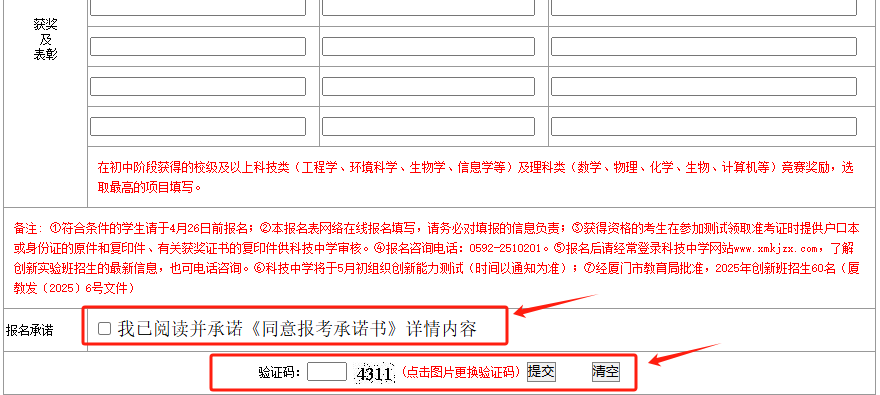 获奖
及
表彰
在初中阶段获得的校级及以上科技类（工程学、环境科学、生物学、信息学等）及理科类（数学、物理、化学、生物、计算机等）竞赛奖励，选
取最高的项目填写。
备注: ①符合条件的学生请于4月26日前报名；②本报名表网络在线报名填写，请务必对填报的信息负责；③获得资格的考生在参加测试领取准考证时提供户口本
或身份证的原件和复印件、有关获奖证书的复印件供科技中学审核。④报名咨询电话：0592-2510201。⑤报名后请经常登录科技中学网站www.xmkjzx.com，了解
创新实验班招生的最新信息，也可电话咨询。⑥科技中学将于5月初组织创新能力测试（时间以通知为准）；⑦经厦门市教育局批准，2025年创新班招生60名（厦
教发（2025）6号文件）
报名承诺 我已阅读并承诺《同意报考承诺书》详情内容
验证码： 4311 （点击图片更换验证码） 提交 清空